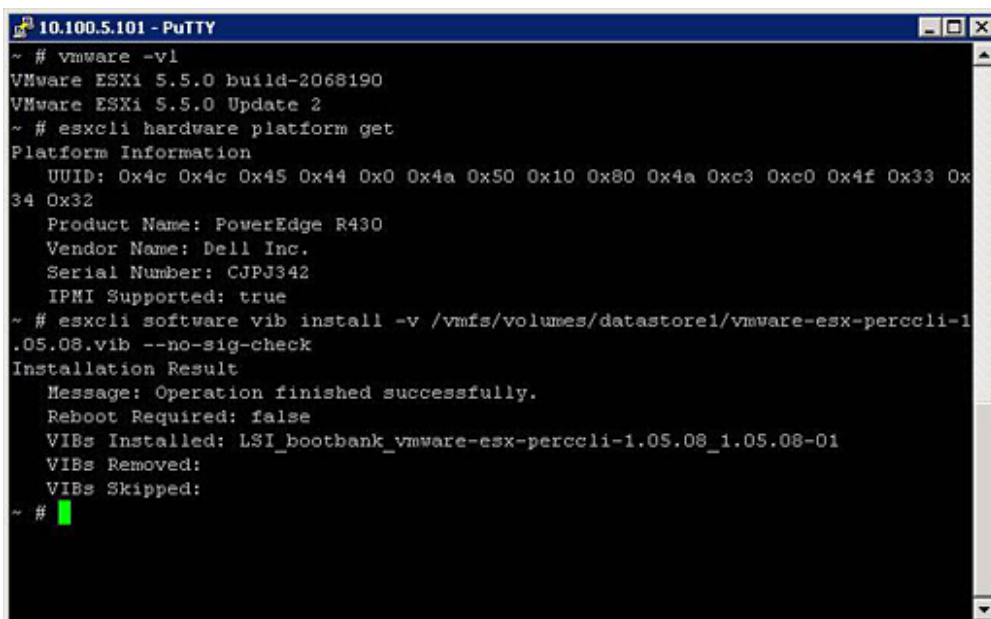 10.100.5.101 - PuTTY
~ # vmware -vl
VMware ESXi 5.5.0 build-2068190
VMware ESXi 5.5.0 Update 2
~ # esxcli hardware platform get
Platform Information
   UUID: 0x4c 0x4c 0x45 0x44 0x0 0x4a 0x50 0x10 0x80 0x4a 0xc3 0xc0 0x4f 0x33 0x
34 0x32
   Product Name: PowerEdge R430
   Vendor Name: Dell Inc.
   Serial Number: CJPJ342
   IPMI Supported: true
~ # esxcli software vib install -v /vmfs/volumes/datastore1/vmware-esx-perccli-1
.05.08.vib --no-sig-check
Installation Result
   Message: Operation finished successfully.
   Reboot Required: false
   VIBs Installed: LSI_bootbank_vmware-esx-perccli-1.05.08_1.05.08-01
   VIBs Removed:
   VIBs Skipped:
~ #